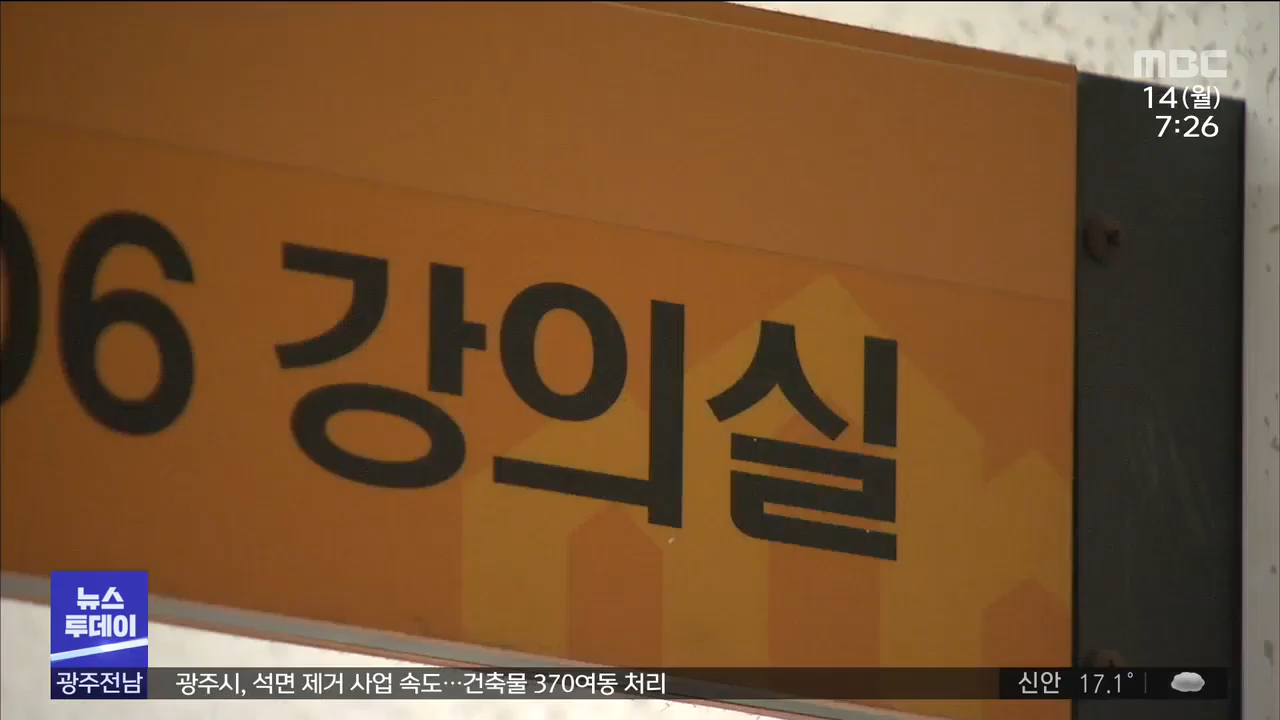 MBC
14(월)
7:26
06 강의실
뉴스
투데이
광주전남
광주시, 석면 제거 사업 속도…건축물 370여동 처리
신안 17.1°